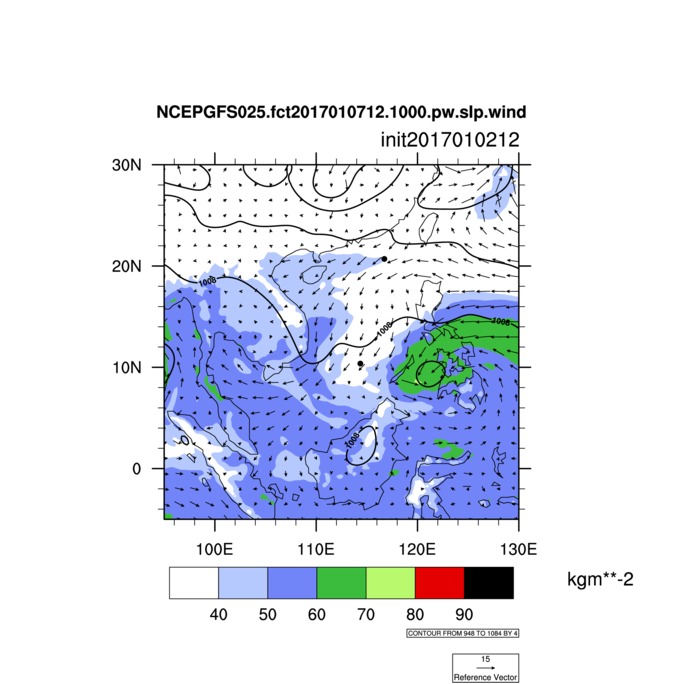 NCEPGFS025.fct2017010712.1000.pw.slp.wind
init2017010212
30N
20N
10N
0
1008
1008
1008
1008
0
100E 110E 120E 130E
kgm**-2
40 50 60 70 80 90
CONTOUR FROM 948 TO 1084 BY 4
15
Reference Vector